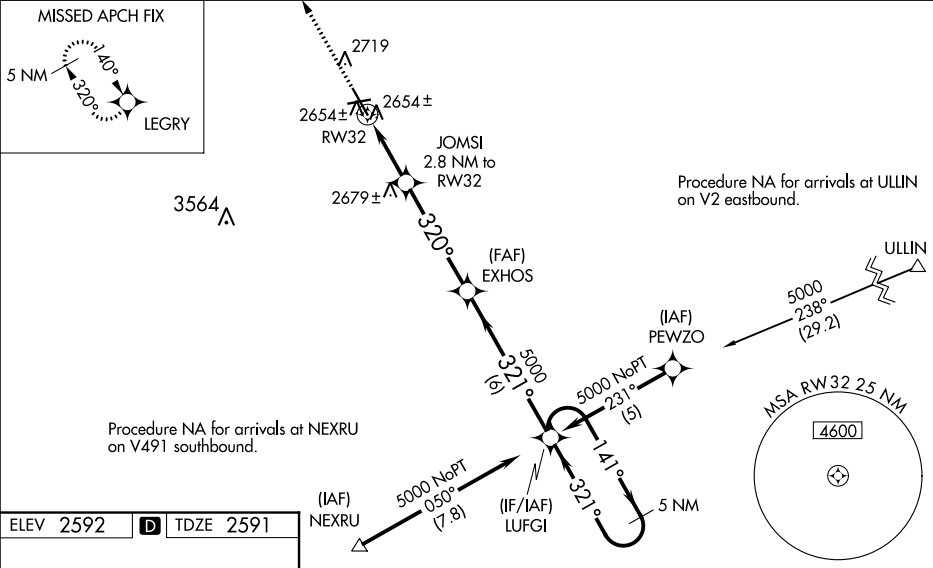 MISSED APCH FIX
5 NM
140°
320°
LEGRY
2719
2654±
2654±
RW32
JOMSI
2.8 NM to
RW32
2679±
3564
Procedure NA for arrivals at ULLIN
on V2 eastbound.
320°
(FAF)
EXHOS
ULLIN
5000
238°
(29.2)
(IAF)
PEWZO
5000
321°
(6)
5000 NoPT
231°
(5)
MSA RW32 25 NM
4600
Procedure NA for arrivals at NEXRU
on V491 southbound.
141°
321°
5 NM
(IF/IAF)
LUFGI
5000 NoPT
050°
(7.8)
(IAF)
NEXRU
ELEV 2592 D TDZE 2591